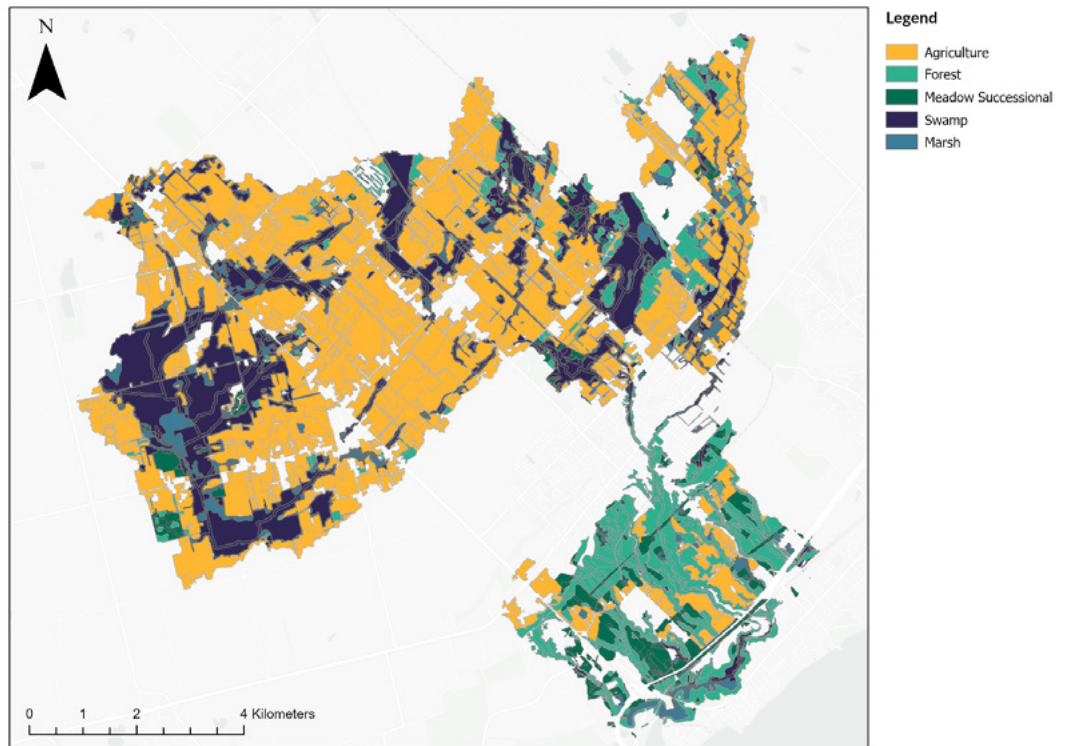 N
Legend
Agriculture
Forest
Meadow Successional
Swamp
Marsh
0 1 2 4 Kilometers